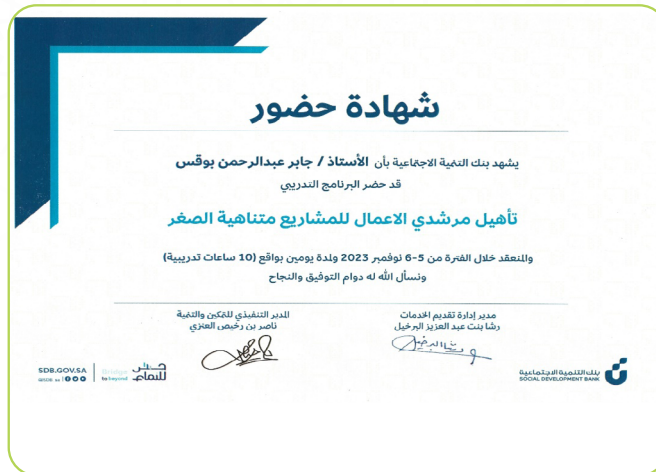 شهادة حضور
يشهد بنك التنمية الاجتماعية بأن الأستاذ / جابر عبدالرحمن بوقس
قد حضر البرنامج التدريبي
تأهيل مرشدي الاعمال للمشاريع متناهية الصغر
والمنعقد خلال الفترة من 5-6 نوفمبر 2023 ولمدة يومين بواقع (10 ساعات تدريبية)
ونسأل الله له دوام التوفيق والنجاح
مدير إدارة تقديم الخدمات
رشا بنت عبد العزيز البرخيل
المدير التنفيذي للتمكين والتنمية
ناصر بن رخيص العنزي
بنك التنمية الاجتماعية
SOCIAL DEVELOPMENT BANK
للنماء
to beyond
SDB.GOV.SA